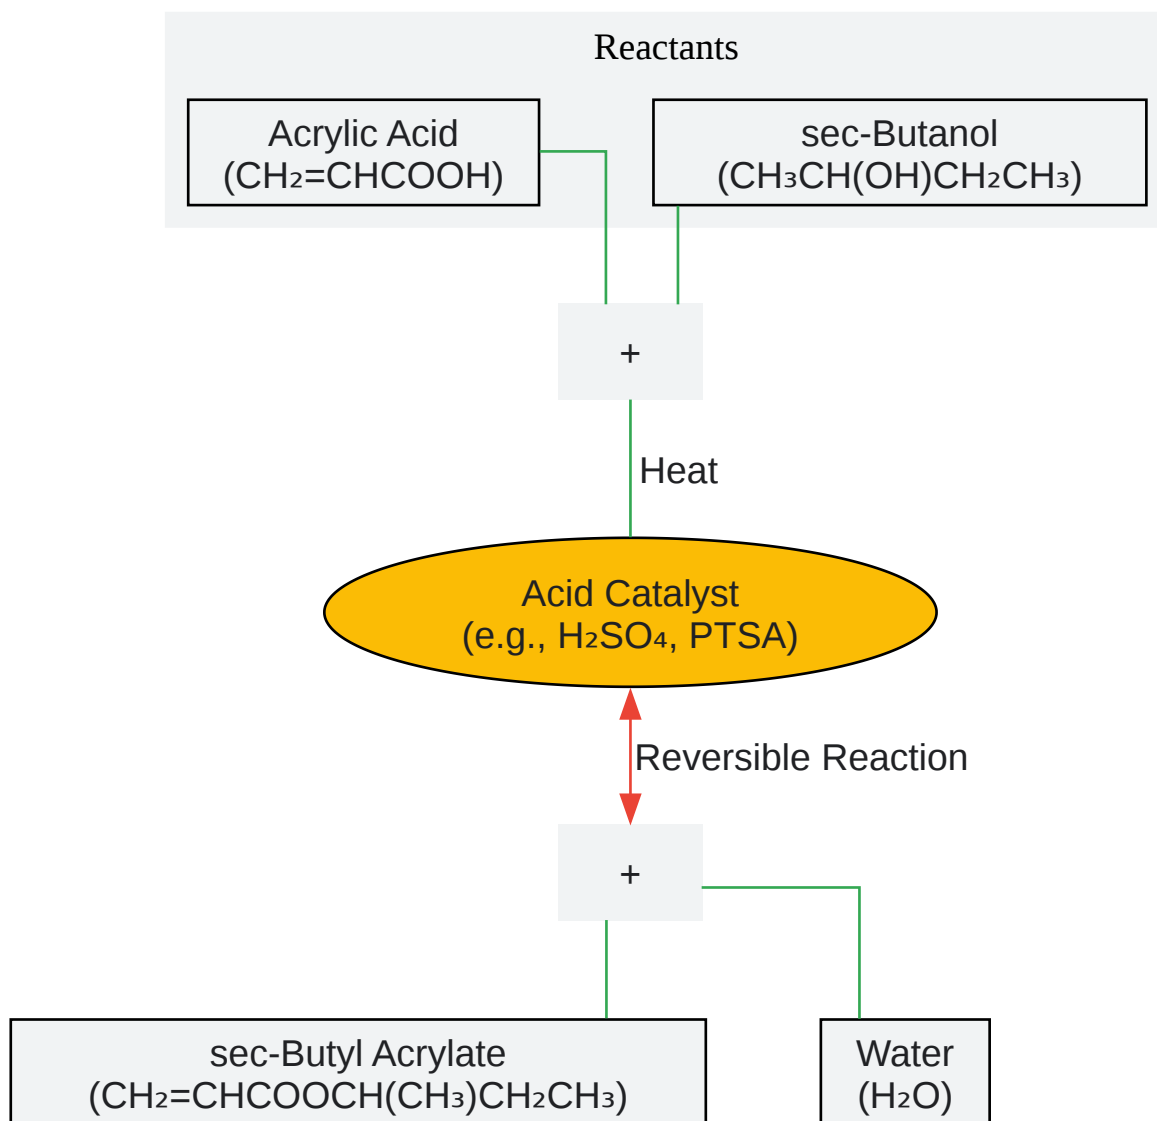 Reactants
Acrylic Acid
(CH₂=CHCOOH)
sec-Butanol
(CH₃CH(OH)CH₂CH₃)
+
Heat
Acid Catalyst
(e.g., H₂SO₄, PTSA)
Reversible Reaction
+
sec-Butyl Acrylate
(CH₂=CHCOOCH(CH₃)CH₂CH₃)
Water
(H₂O)